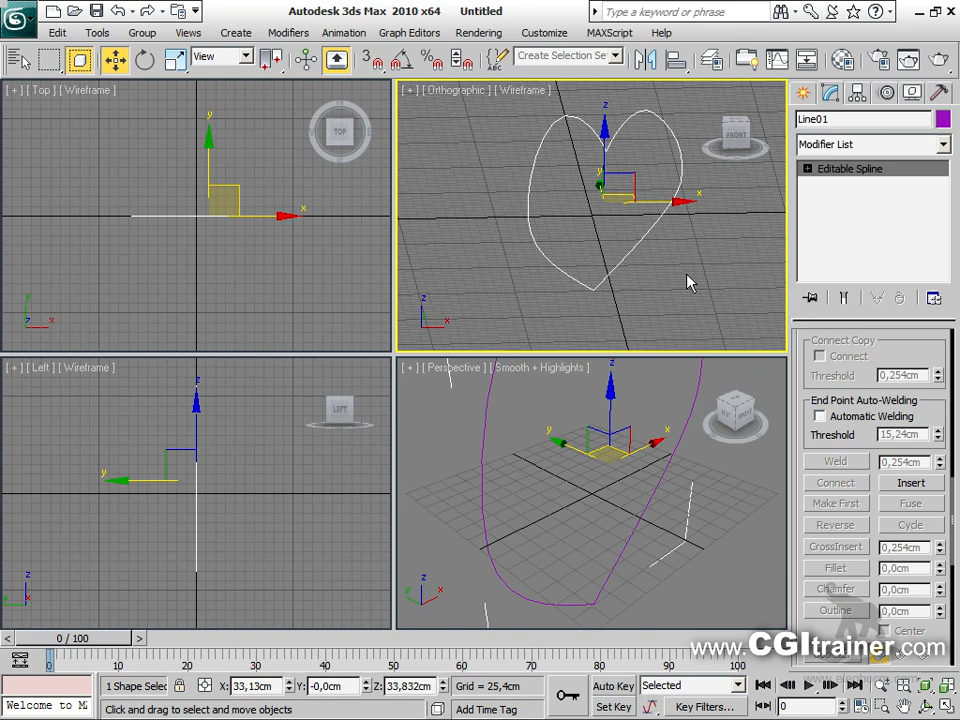 Autodesk 3ds Max 2010 x64 Untitled
Type a keyword or phrase
Edit Tools Group Views Create Modifiers Animation Graph Editors Rendering Customize MAXScript Help
View
3
Create Selection Se
ABC
[ + ] [ Top ] [ Wireframe ]
TOP
y
x
y
z x
[ + ] [ Orthographic ] [ Wireframe ]
FRONT
z
y
x
z
x
[ + ] [ Left ] [ Wireframe ]
LEFT
z
y
z
x
[ + ] [ Perspective ] [ Smooth + Highlights ]
z
y
x
z
y x
Line01
Modifier List
Editable Spline
Connect Copy
Connect
Threshold 0,254cm
End Point Auto-Welding
Automatic Welding
Threshold 15,24cm
Weld 0,254cm
Connect Insert
Make First Fuse
Reverse Cycle
CrossInsert 0,254cm
Fillet 0,0cm
Chamfer 0,0cm
Outline 0,0cm
Center
www.CGItrainer.com
< 0 / 100 >
0 10 20 30 40 50 60 70 80 90 100
1 Shape Selec X: 33,13cm Y: -0,0cm Z: 33,832cm Grid = 25,4cm Auto Key Selected
Welcome to M Click and drag to select and move objects Add Time Tag Set Key Key Filters... 0